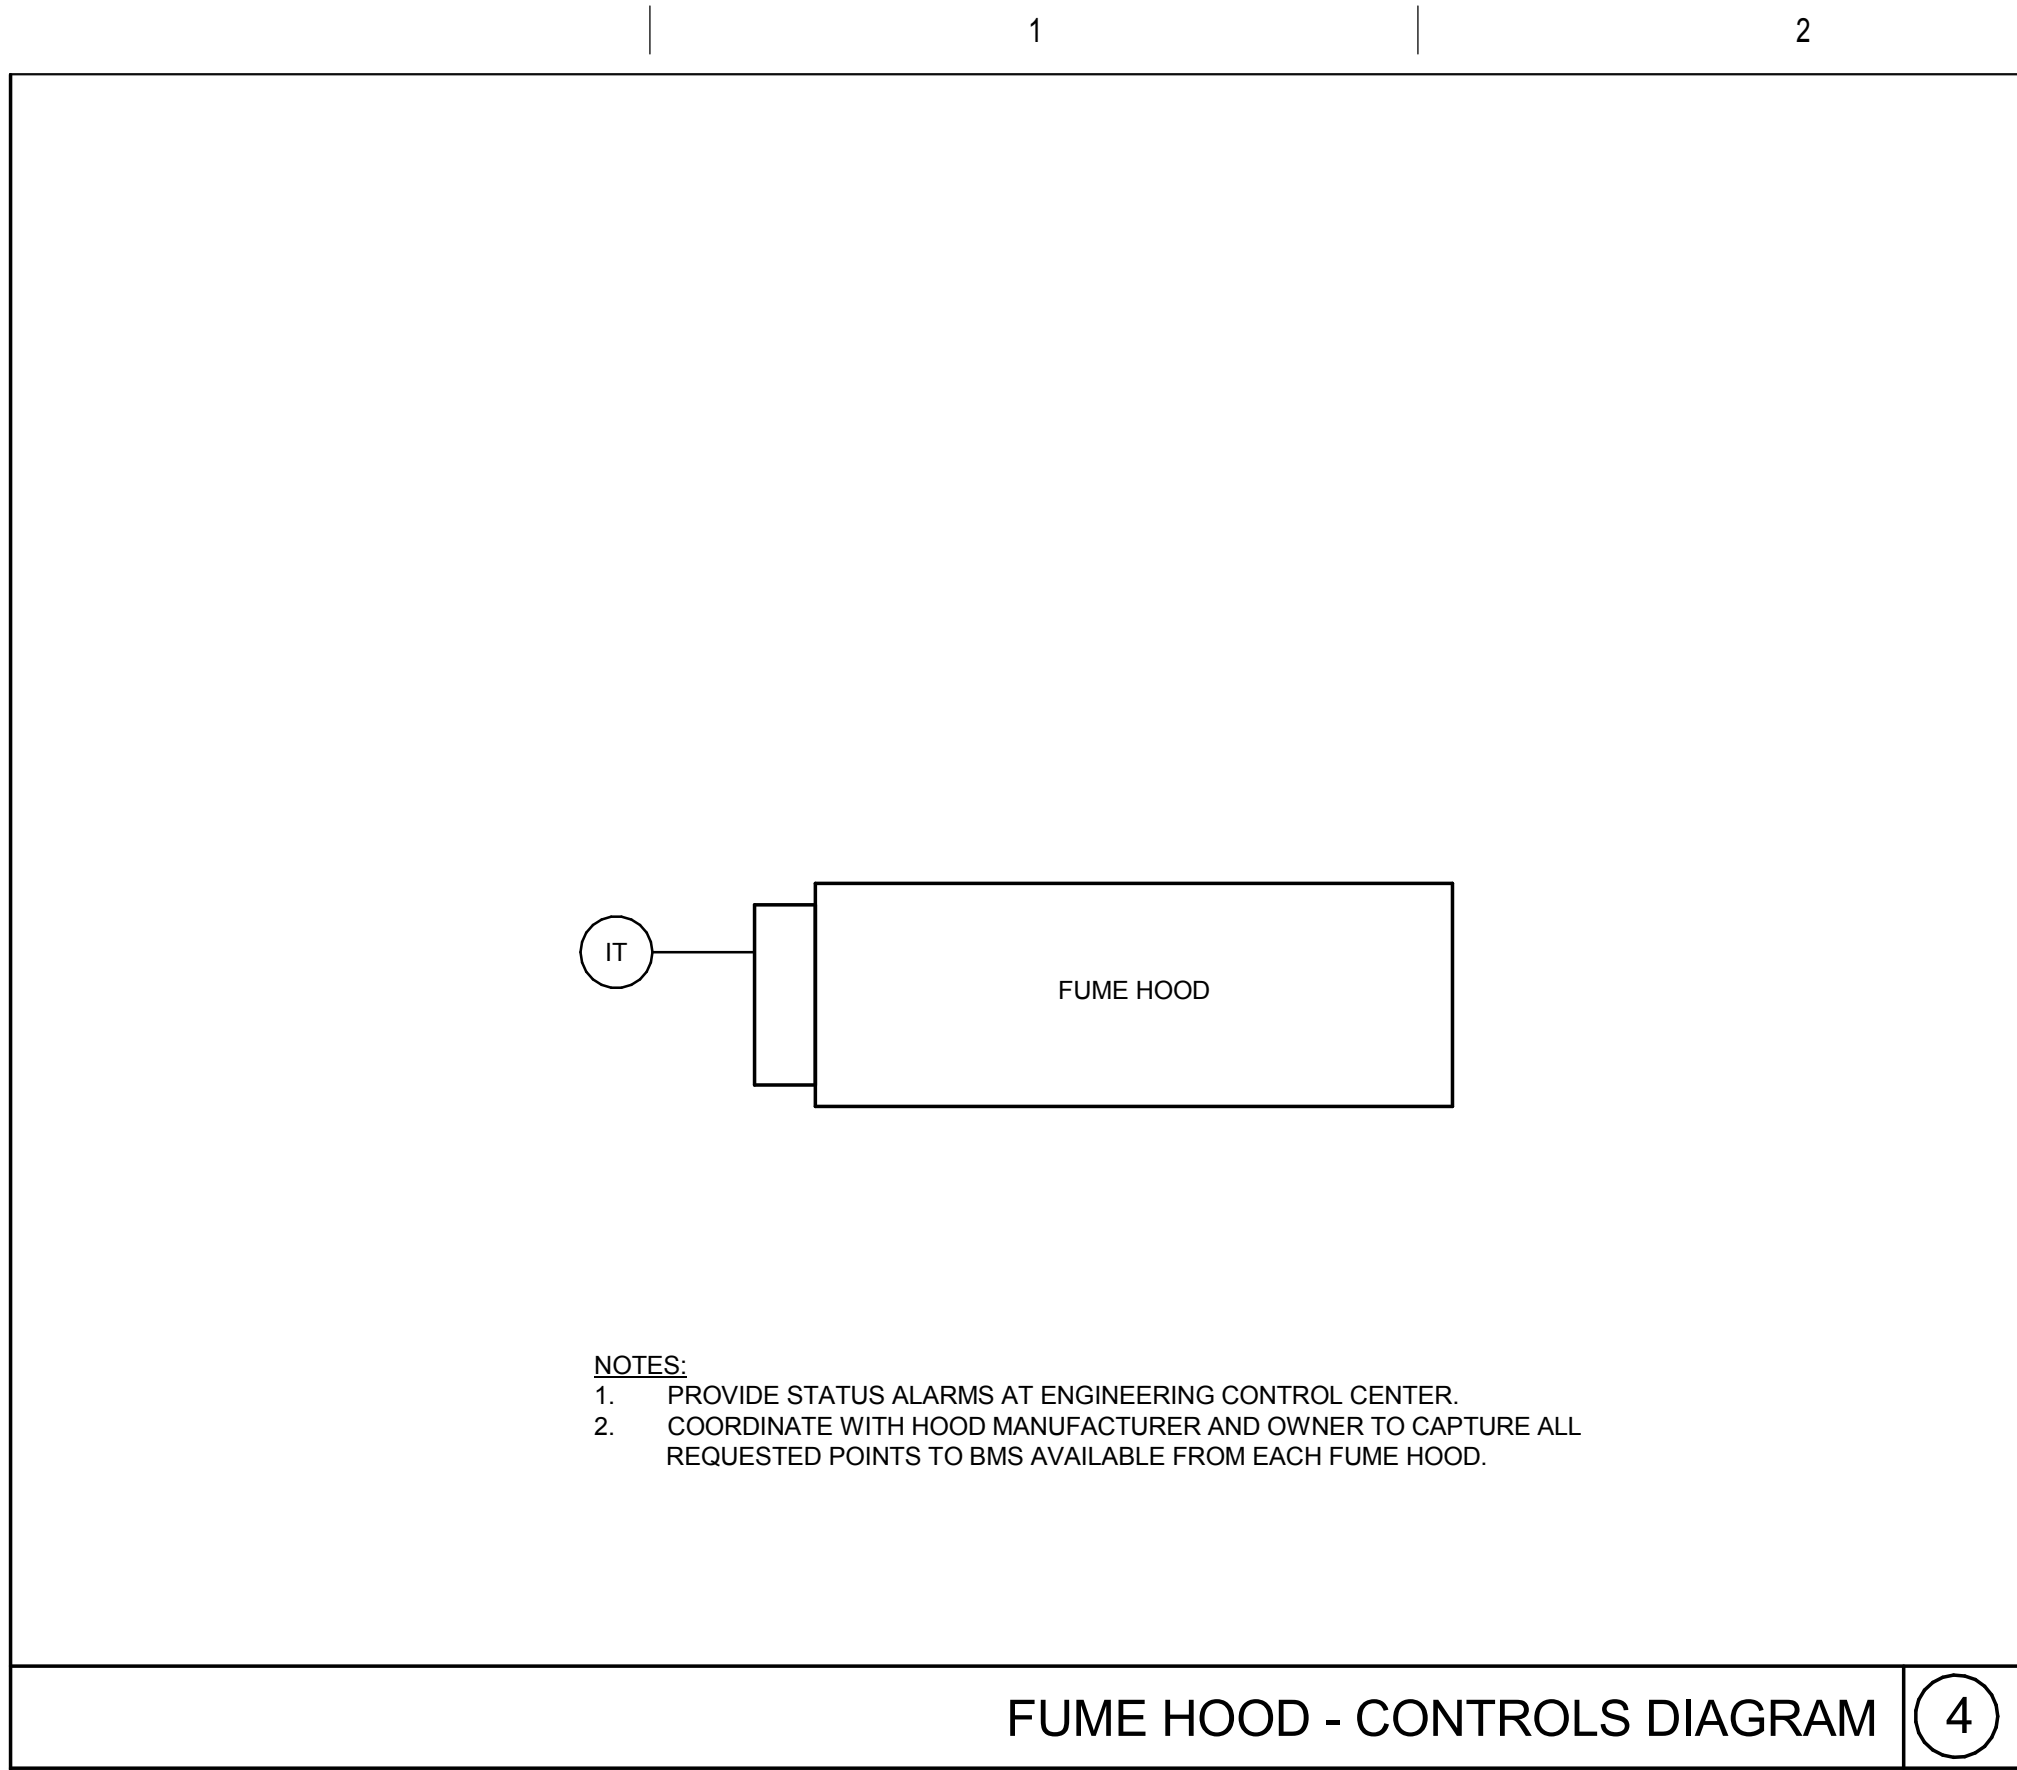 1 2
IT
FUME HOOD
NOTES:
1. PROVIDE STATUS ALARMS AT ENGINEERING CONTROL CENTER.
2. COORDINATE WITH HOOD MANUFACTURER AND OWNER TO CAPTURE ALL
REQUESTED POINTS TO BMS AVAILABLE FROM EACH FUME HOOD.
FUME HOOD - CONTROLS DIAGRAM 4